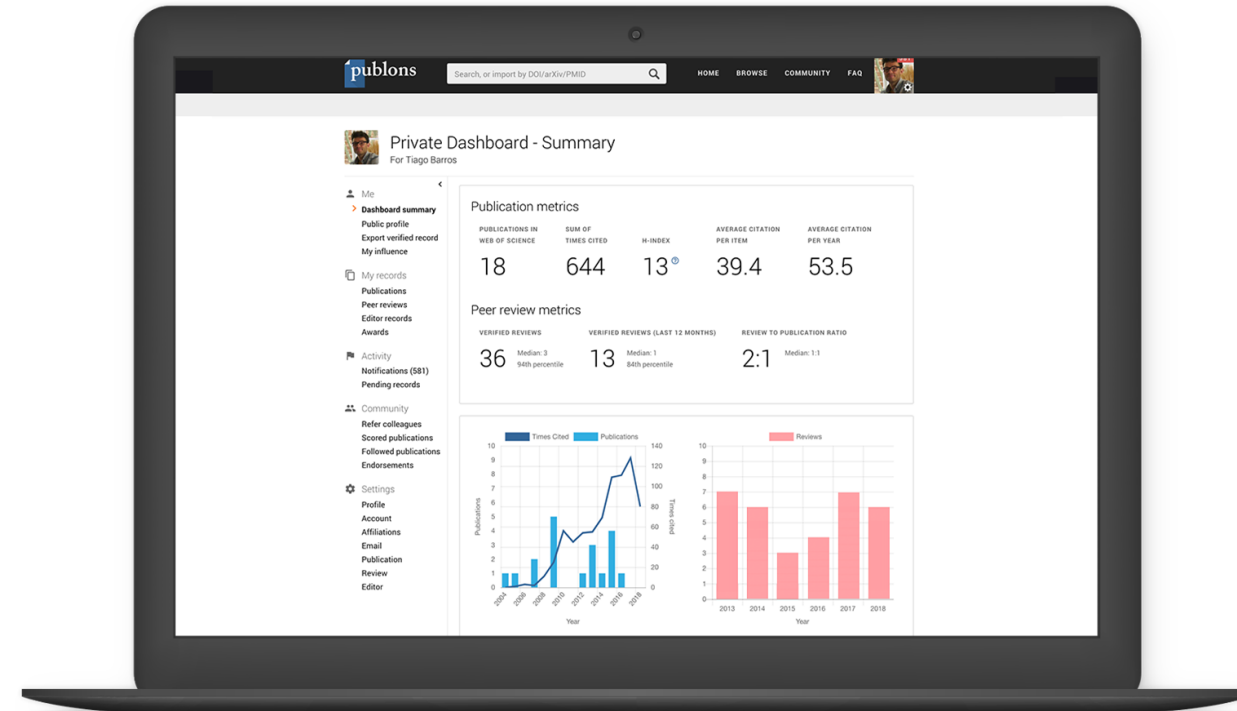 publons
Search, or import by DOI/arXiv/PMID
HOME BROWSE COMMUNITY FAQ
Private Dashboard - Summary
For Tiago Barros
Me
Dashboard summary
Public profile
Export verified record
My influence
My records
Publications
Peer reviews
Editor records
Awards
Activity
Notifications (581)
Pending records
Community
Refer colleagues
Scored publications
Followed publications
Endorsements
Settings
Profile
Account
Affiliations
Email
Publication
Review
Editor
Publication metrics
PUBLICATIONS IN WEB OF SCIENCE
18
SUM OF TIMES CITED
644
H-INDEX
13
AVERAGE CITATION PER ITEM
39.4
AVERAGE CITATION PER YEAR
53.5
Peer review metrics
VERIFIED REVIEWS
36
Median: 3
94th percentile
VERIFIED REVIEWS (LAST 12 MONTHS)
13
Median: 1
84th percentile
REVIEW TO PUBLICATION RATIO
2:1
Median: 1:1
Times Cited Publications
10
9
8
7
6
5
4
3
2
1
0
Publications
140
120
100
80
60
40
20
0
Times cited
2004 2006 2008 2010 2012 2014 2016 2018
Year
Reviews
10
9
8
7
6
5
4
3
2
1
0
2013 2014 2015 2016 2017 2018
Year